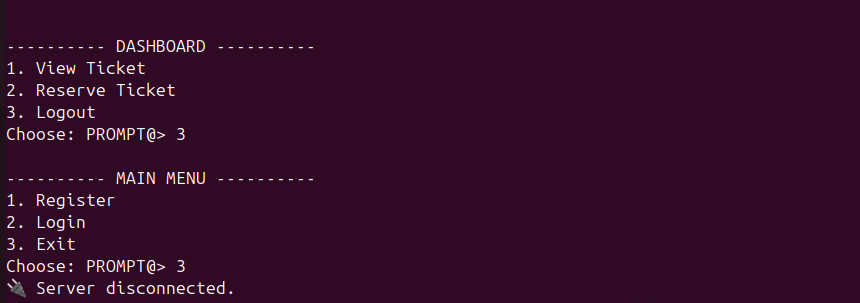 ---------- DASHBOARD ----------
1. View Ticket
2. Reserve Ticket
3. Logout
Choose: PROMPT@> 3
---------- MAIN MENU ----------
1. Register
2. Login
3. Exit
Choose: PROMPT@> 3
🔌 Server disconnected.